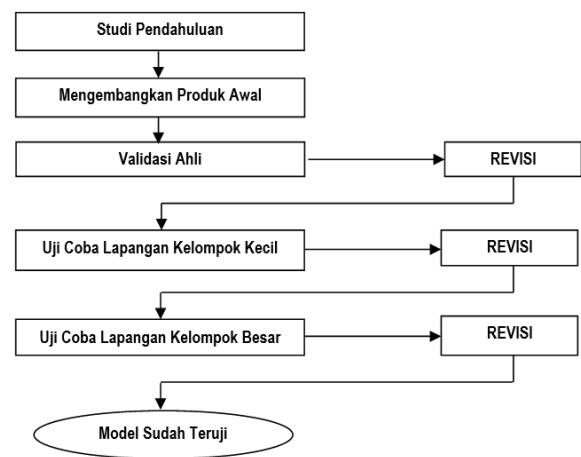 Studi Pendahuluan
Mengembangkan Produk Awal
Validasi Ahli
REVISI
Uji Coba Lapangan Kelompok Kecil
REVISI
Uji Coba Lapangan Kelompok Besar
REVISI
Model Sudah Teruji